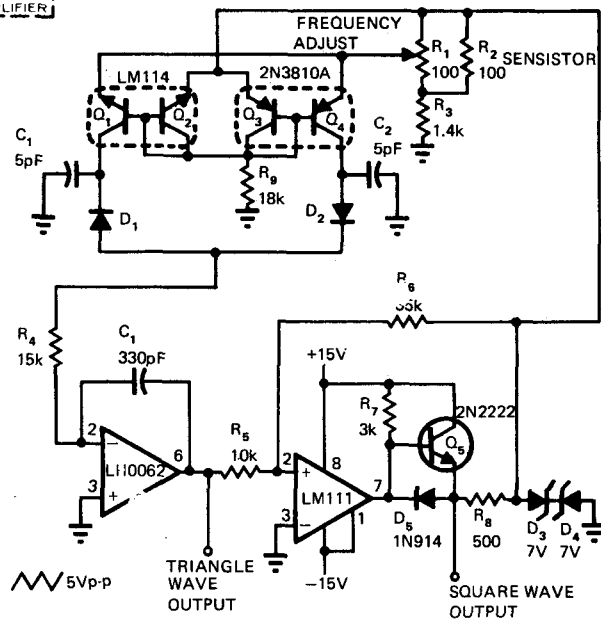 PLIFIER
FREQUENCY
ADJUST
R1
100
R2
100
SENSISTOR
LM114
2N3810A
Q1
Q2
Q3
Q4
R3
1.4k
C1
5pF
C2
5pF
R9
18k
D1
D2
R6
R4
15k
C1
330pF
+15V
R7
3k
2N2222
Q5
R5
10k
2
6
3
LH0062
2
8
7
3
1
LM111
D5
1N914
R8
500
D3
7V
D4
7V
–15V
5Vp-p
TRIANGLE
WAVE
OUTPUT
SQUARE WAVE
OUTPUT